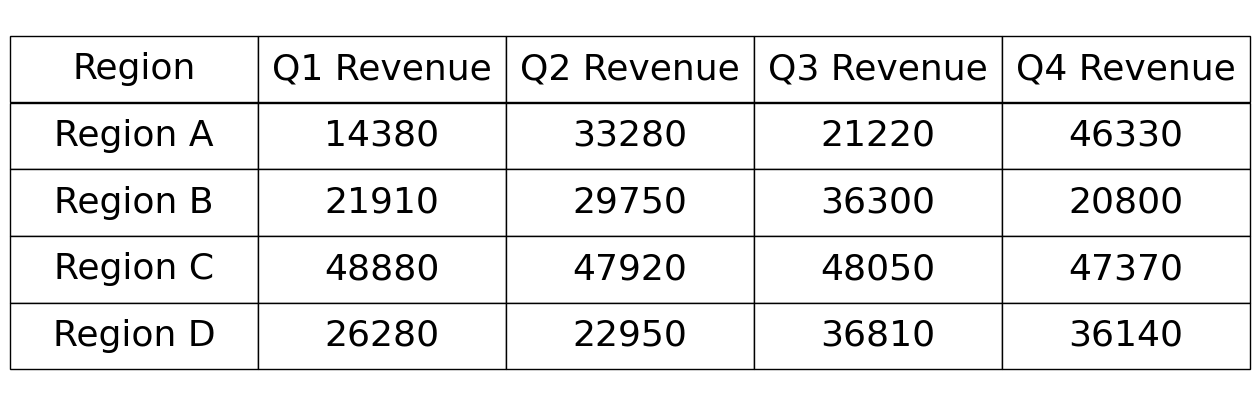 Region Q1 Revenue Q2 Revenue Q3 Revenue Q4 Revenue
Region A 14380 33280 21220 46330
Region B 21910 29750 36300 20800
Region C 48880 47920 48050 47370
Region D 26280 22950 36810 36140